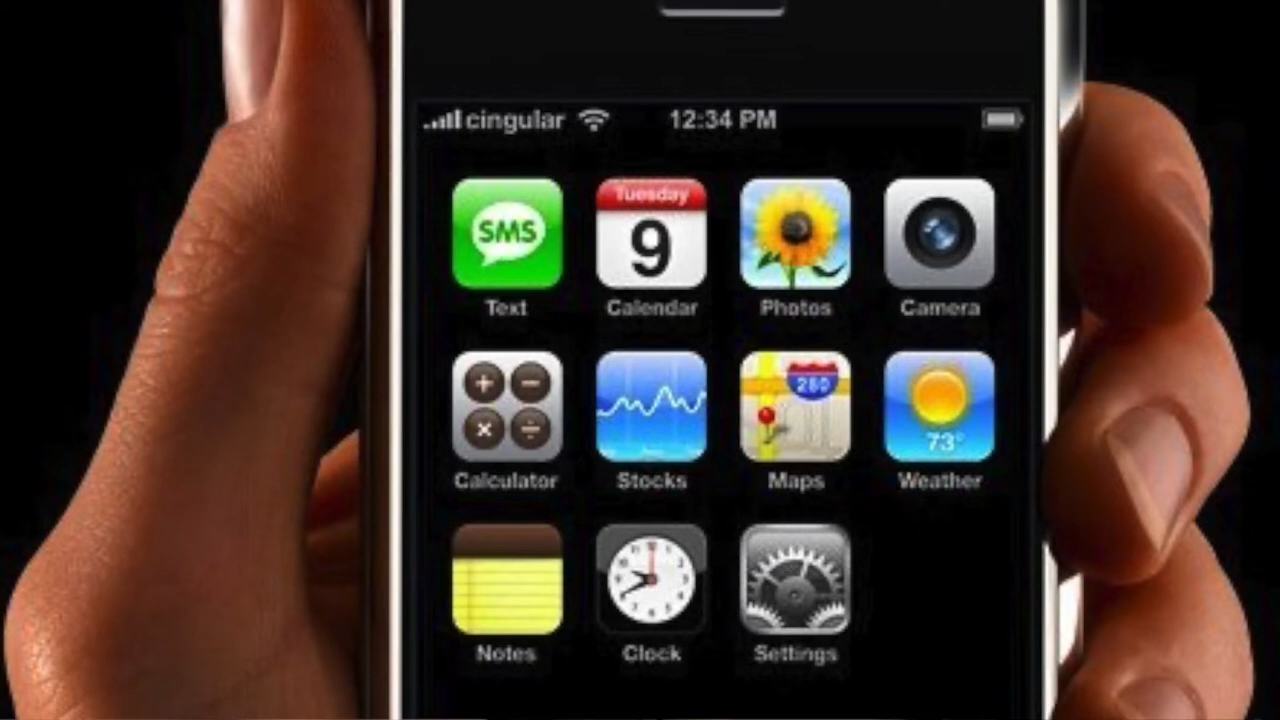 cingular 12:34 PM
SMS Tuesday
9
Text Calendar Photos Camera
+ − 280
× ÷ 73°
Calculator Stocks Maps Weather
Notes Clock Settings